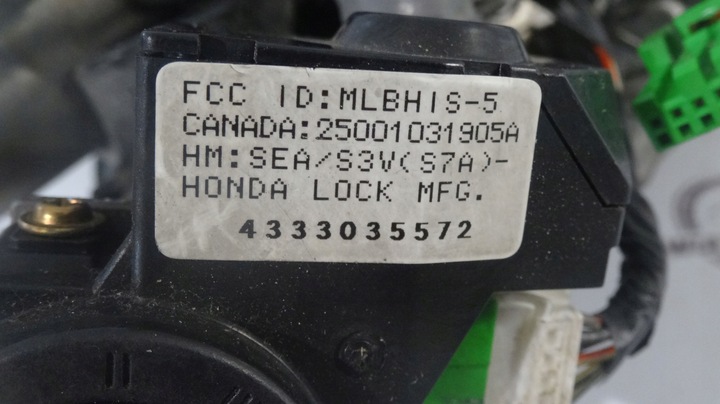 FCC ID:MLBHIS-5
CANADA:25001031905A
HM:SEA/S3V(S7A)-
HONDA LOCK MFG.
4333035572